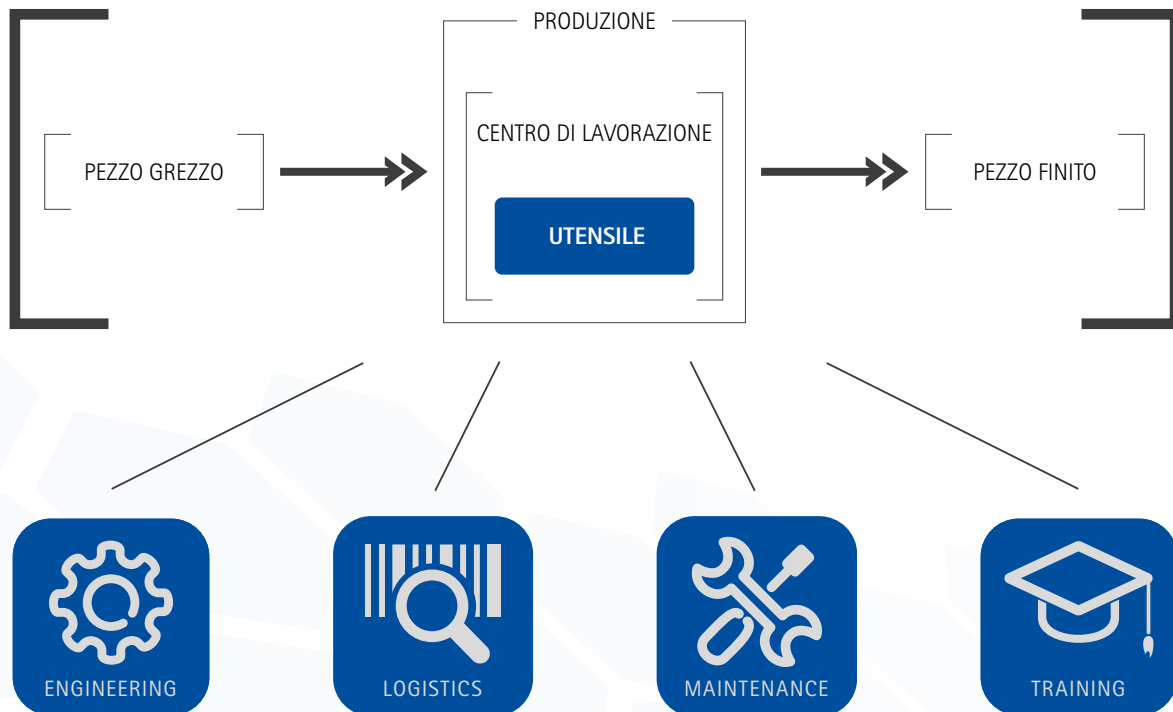 PRODUZIONE
CENTRO DI LAVORAZIONE
PEZZO GREZZO
UTENSILE
PEZZO FINITO
ENGINEERING
LOGISTICS
MAINTENANCE
TRAINING